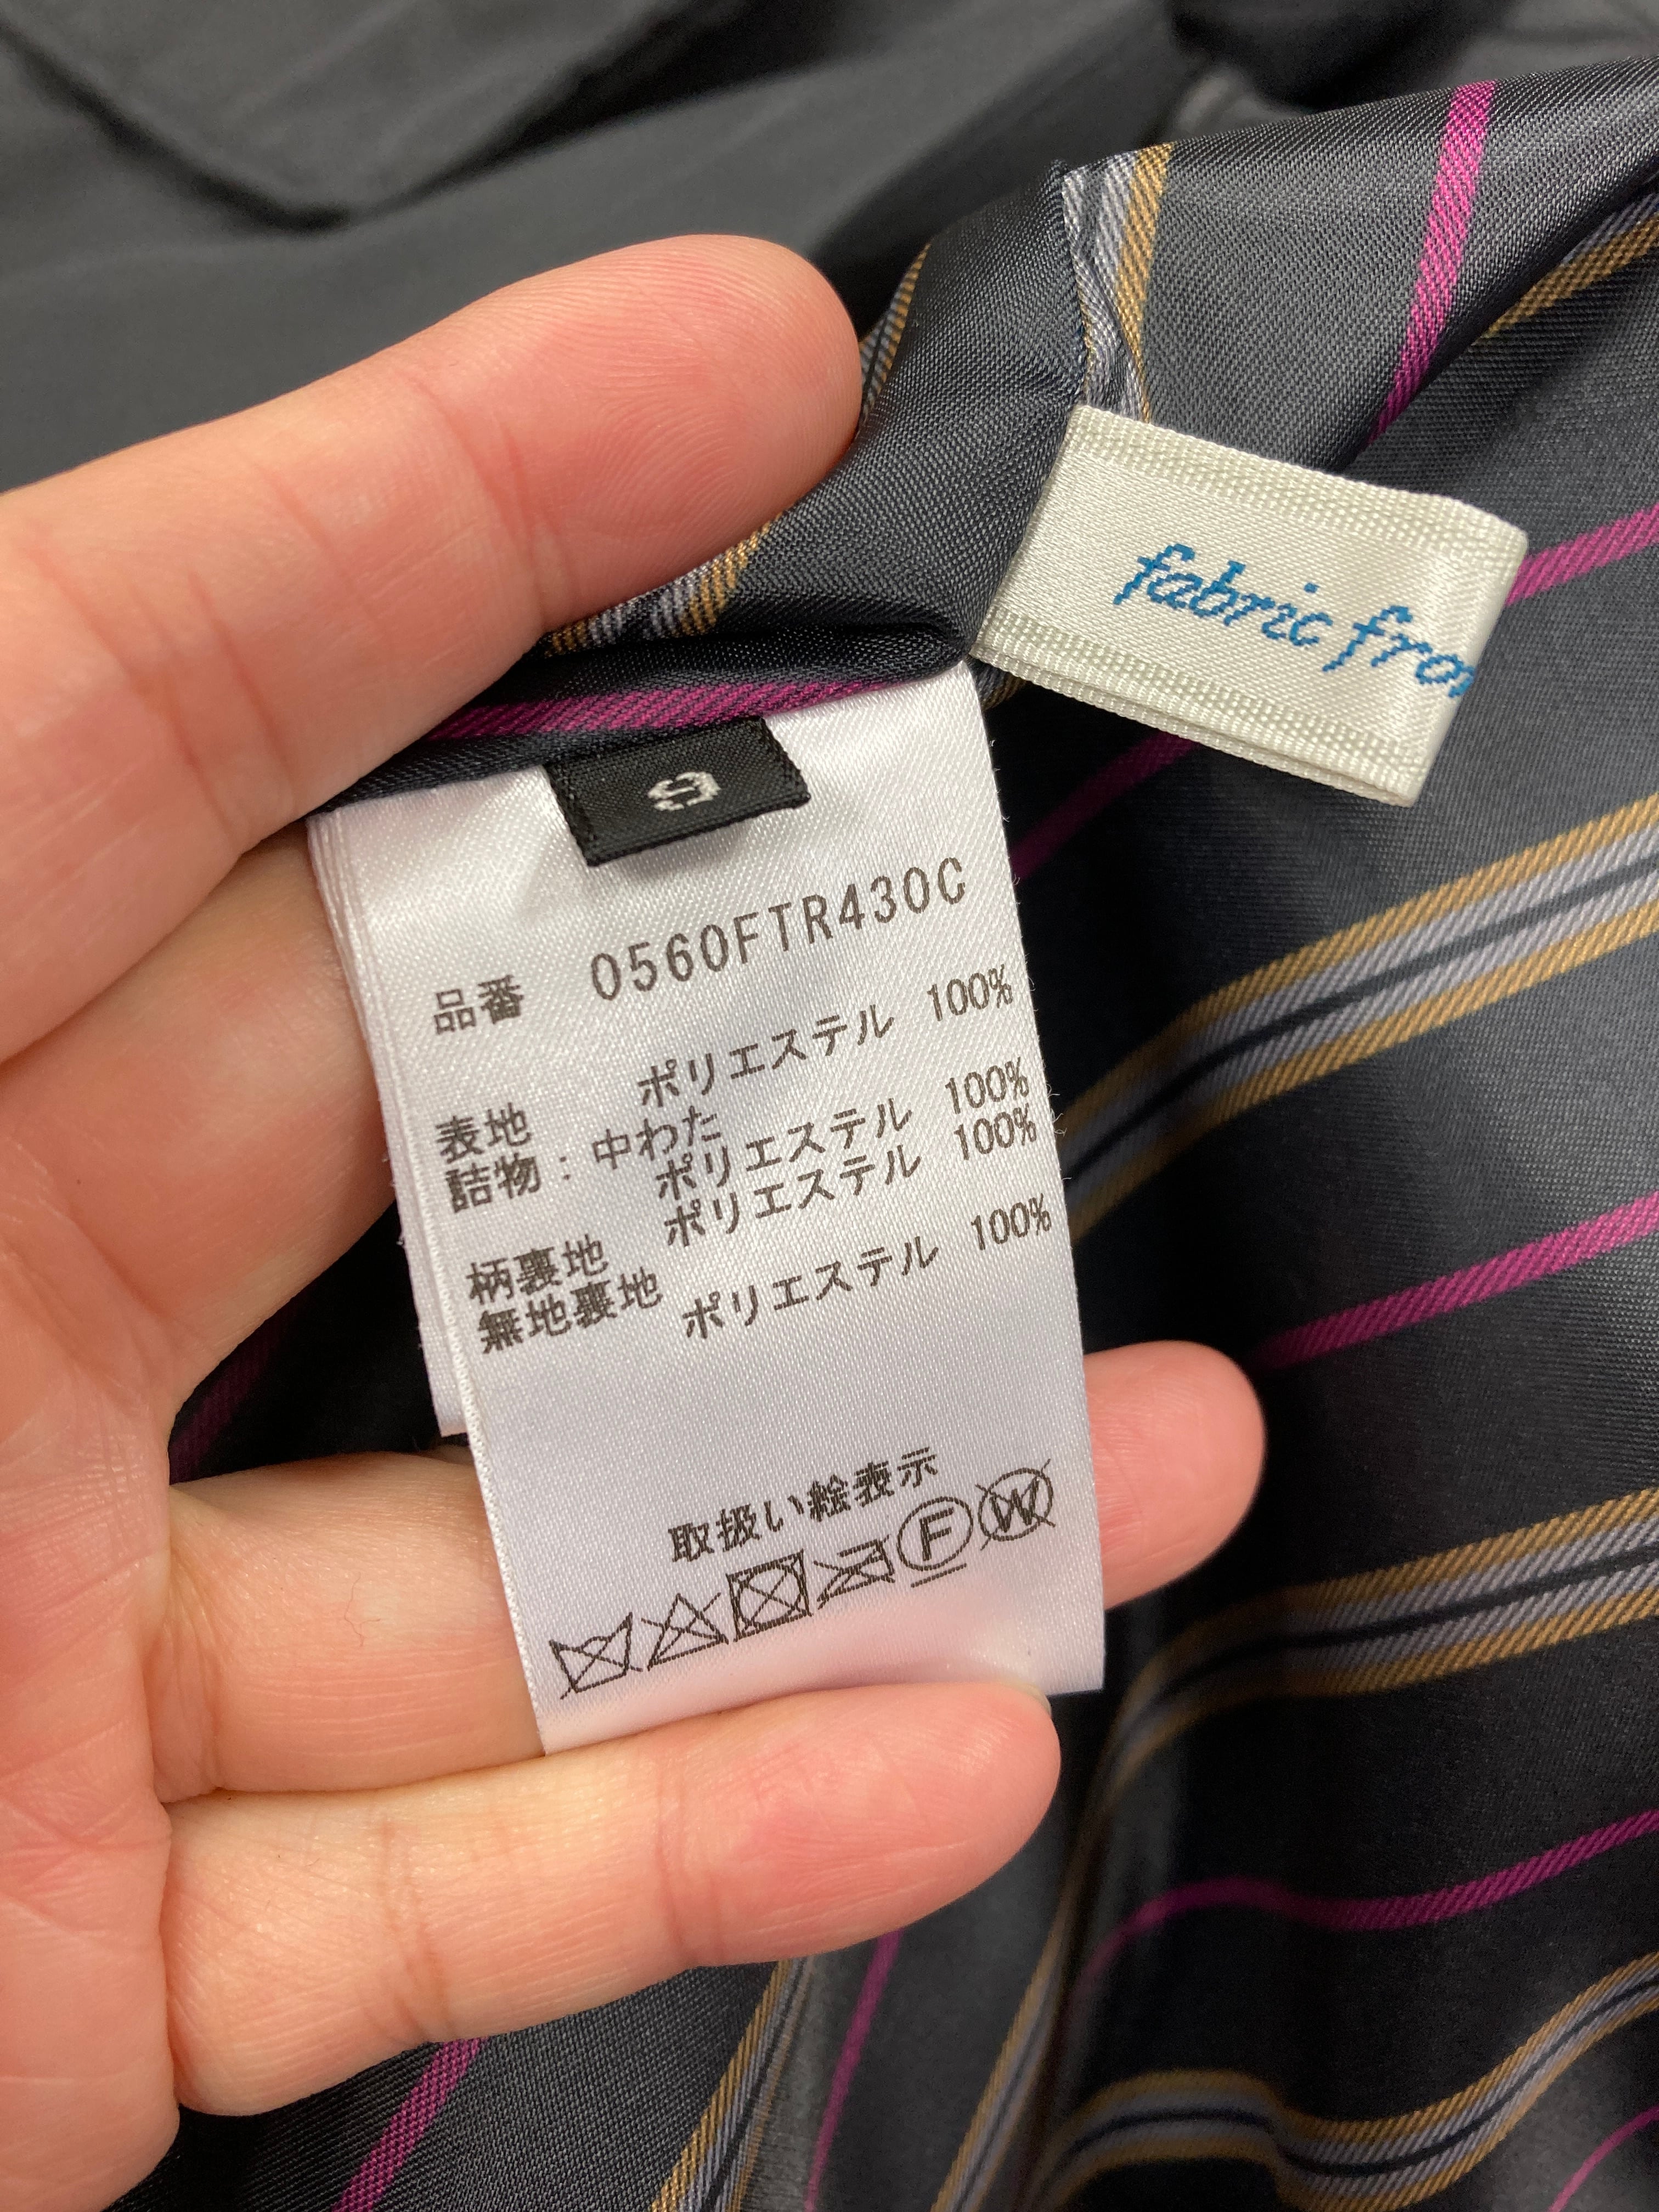 fabric fro
9
品番 0560FTR430C
表地 ポリエステル 100%
詰物:中わた
ポリエステル 100%
柄裏地 ポリエステル 100%
無地裏地 ポリエステル 100%
取扱い絵表示
F W